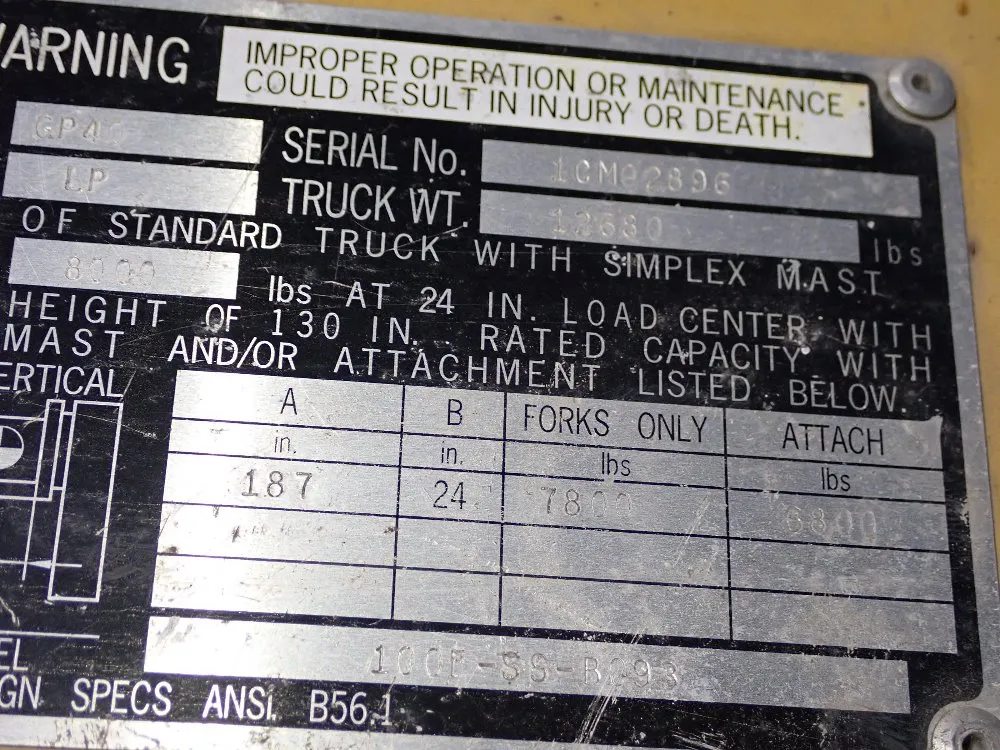 WARNING IMPROPER OPERATION OR MAINTENANCE
COULD RESULT IN INJURY OR DEATH.
GP40 SERIAL No.
LP TRUCK WT. lbs
OF STANDARD TRUCK WITH SIMPLEX MAST
8000 lbs AT 24 IN. LOAD CENTER WITH
HEIGHT OF 130 IN. RATED CAPACITY WITH
MAST AND/OR ATTACHMENT LISTED BELOW.
ERTICAL A B FORKS ONLY ATTACH
in. in. lbs lbs
187 24 7800 6800
EL
GN SPECS ANSI B56.1